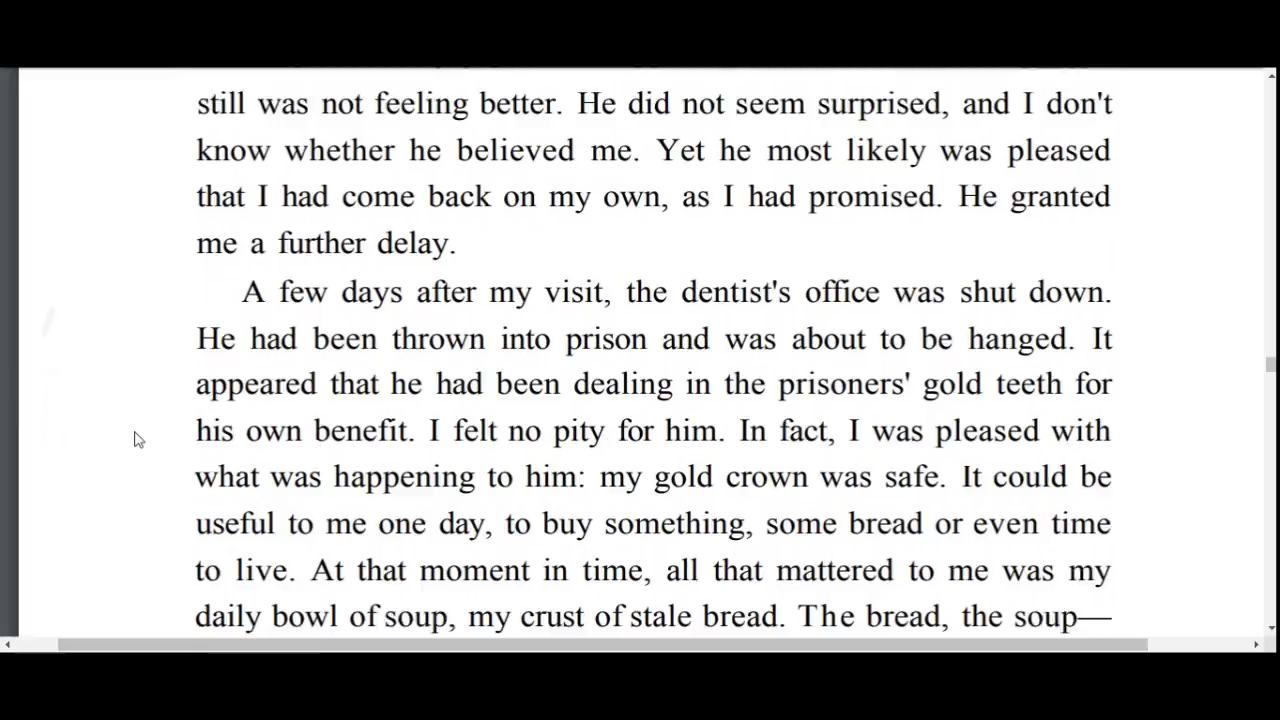 still was not feeling better. He did not seem surprised, and I don't
know whether he believed me. Yet he most likely was pleased
that I had come back on my own, as I had promised. He granted
me a further delay.
A few days after my visit, the dentist's office was shut down.
He had been thrown into prison and was about to be hanged. It
appeared that he had been dealing in the prisoners' gold teeth for
his own benefit. I felt no pity for him. In fact, I was pleased with
what was happening to him: my gold crown was safe. It could be
useful to me one day, to buy something, some bread or even time
to live. At that moment in time, all that mattered to me was my
daily bowl of soup, my crust of stale bread. The bread, the soup—